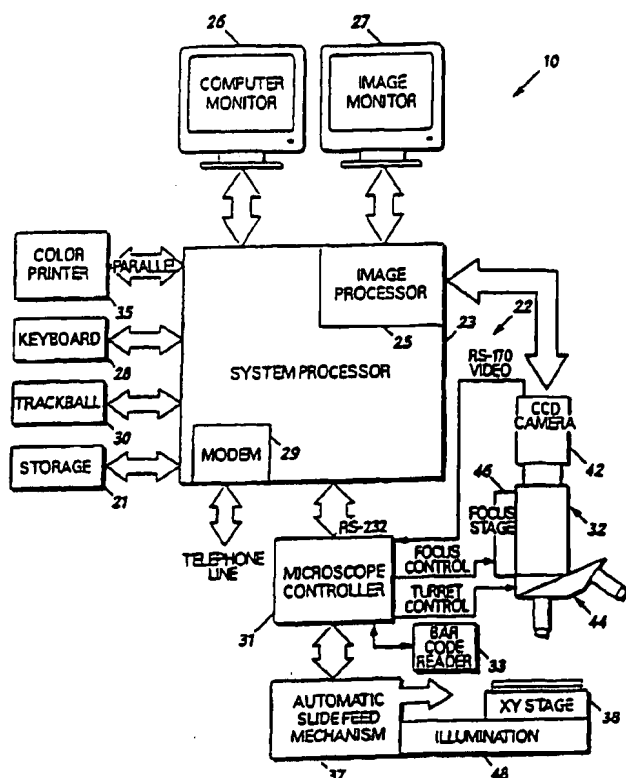 26
27
10
COMPUTER
MONITOR
IMAGE
MONITOR
COLOR
PRINTER
35
PARALLEL
IMAGE
PROCESSOR
25
23
22
KEYBOARD
28
SYSTEM PROCESSOR
RS-170
VIDEO
TRACKBALL
30
CCD
CAMERA
42
MODEM
29
STORAGE
21
46
FOCUS
STAGE
32
TELEPHONE
LINE
RS-232
MICROSCOPE
CONTROLLER
31
FOCUS
CONTROL
TURRET
CONTROL
44
BAR
CODE
READER
33
AUTOMATIC
SLIDE FEED
MECHANISM
37
XY STAGE
38
ILLUMINATION
48